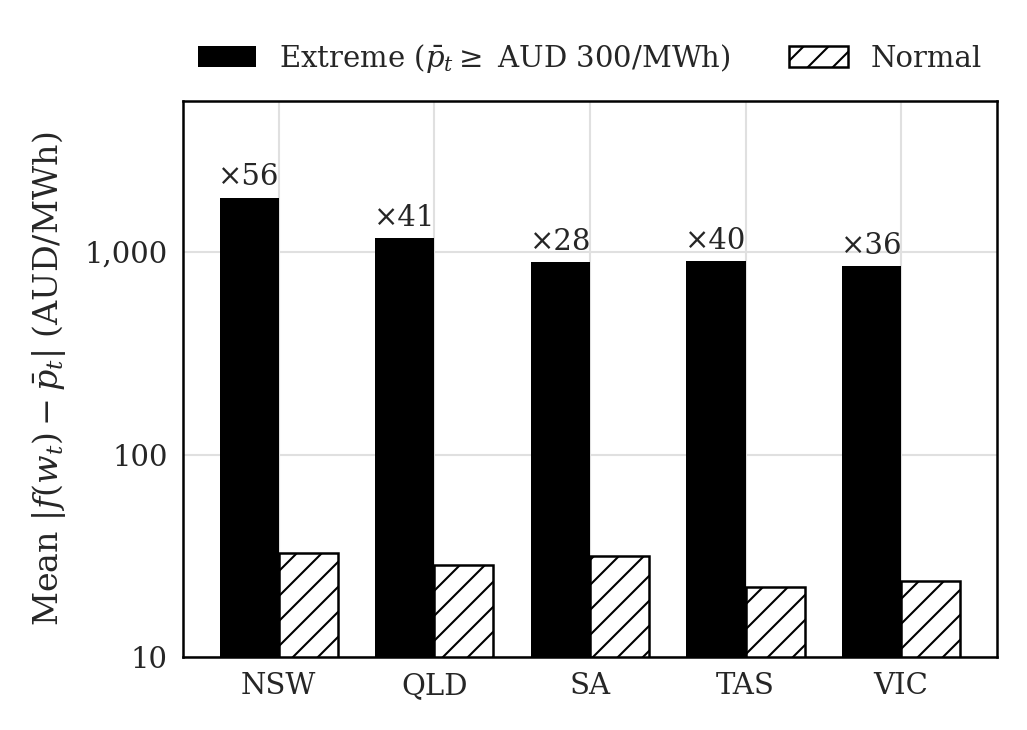 Extreme (p̄ₜ ≥ AUD 300/MWh) Normal
Mean |f(wₜ) − p̄ₜ| (AUD/MWh)
×56
×41
×28
×40
×36
1,000
100
10
NSW QLD SA TAS VIC